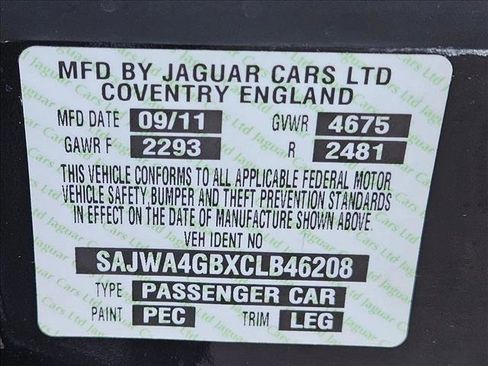 MFD BY JAGUAR CARS LTD
COVENTRY ENGLAND
MFD DATE 09/11 GVWR 4675
GAWR F 2293 R 2481
THIS VEHICLE CONFORMS TO ALL APPLICABLE FEDERAL MOTOR
VEHICLE SAFETY,BUMPER AND THEFT PREVENTION STANDARDS
IN EFFECT ON THE DATE OF MANUFACTURE SHOWN ABOVE.
VEH IDENT NO
SAJWA4GBXCLB46208
TYPE PASSENGER CAR
PAINT PEC TRIM LEG